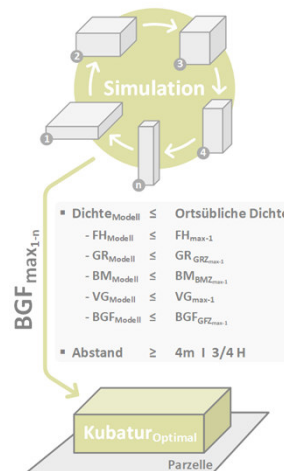 2
3
Simulation
1
4
n
BGFmax1-n
▪ DichteModell ≤ Ortsübliche Dichte
- FHModell ≤ FHmax-1
- GRModell ≤ GRGRZmax-1
- BMModell ≤ BMBMZmax-1
- VGModell ≤ VGmax-1
- BGFModell ≤ BGFGFZmax-1
▪ Abstand ≥ 4m I 3/4 H
KubaturOptimal
Parzelle